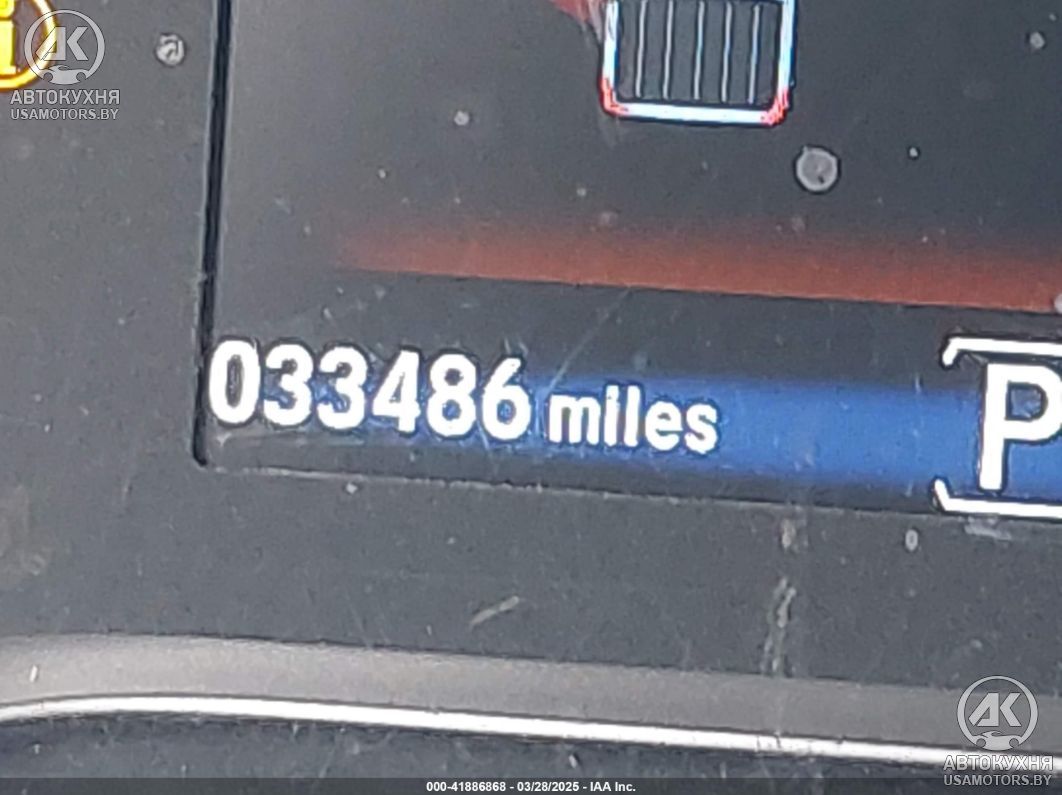 АВТОКУХНЯ
USAMOTORS.BY
033486 miles
P
АВТОКУХНЯ
USAMOTORS.BY
000-41886868 - 03/28/2025 - IAA Inc.